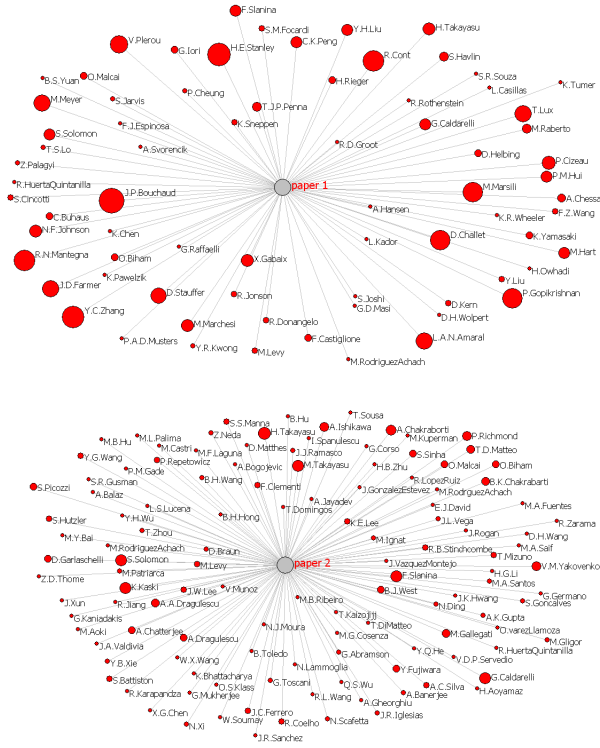 F.Slanina
S.M.Focardi
Y.H.Liu
H.Takayasu
V.Plerou
G.Iori
H.E.Stanley
C.K.Peng
R.Cont
S.Havlin
B.S.Yuan
O.Malcai
H.Rieger
S.R.Souza
K.Tumer
P.Cheung
L.Casillas
M.Meyer
S.Jarvis
T.J.P.Penna
R.Rothenstein
T.Lux
F.J.Espinosa
K.Sneppen
G.Caldarelli
M.Raberto
S.Solomon
T.S.Lo
A.Svorencik
R.D.Groot
D.Helbing
Z.Palagyi
P.Cizeau
P.M.Hui
R.HuertaQuintanilla
paper 1
S.Cincotti
J.P.Bouchaud
M.Marsili
A.Chessa
C.Buhaus
A.Hansen
K.R.Wheeler
F.Z.Wang
N.F.Johnson
K.Chen
L.Kador
D.Challet
K.Yamasaki
G.Raffaelli
M.Hart
R.N.Mantegna
O.Biham
X.Gabaix
H.Owhadi
K.Pawelzik
Y.Liu
J.D.Farmer
D.Stauffer
R.Jonson
S.Joshi
P.Gopikrishnan
G.D.Masi
D.Kern
Y.C.Zhang
M.Marchesi
R.Donangelo
D.H.Wolpert
P.A.D.Musters
Y.R.Kwong
M.Levy
F.Castiglione
L.A.N.Amaral
M.RodriguezAchach
S.S.Manna
B.Hu
T.Sousa
Z.Neda
H.Takayasu
A.Ishikawa
A.Chakraborti
M.B.Hu
M.L.Palima
I.Spanulescu
M.Kuperman
P.Richmond
M.Castri
M.F.Laguna
D.Matthes
J.J.Ramasco
G.Corso
S.Sinha
T.D.Matteo
Y.G.Wang
P.Repetowicz
A.Bogojevic
M.Takayasu
H.B.Zhu
O.Malcai
O.Biham
P.M.Gade
B.H.Wang
R.LopezRuiz
S.R.Gusman
F.Clementi
J.GonzalezEstevez
M.RodrguezAchach
B.K.Chakrabarti
S.Picozzi
A.Balaz
A.Jayadev
L.S.Lucena
T.Domingos
E.J.David
M.A.Fuentes
S.Hutzler
Y.H.Wu
B.H.Hong
K.E.Lee
J.L.Vega
R.Zarama
T.Zhou
J.Rogan
D.H.Wang
M.Y.Bai
M.Ignat
M.RodriguezAchach
D.Braun
R.B.Stinchcombe
M.A.Saif
T.Mizuno
D.Garlaschelli
S.Solomon
M.Levy
paper 2
J.VazquezMontejo
V.M.Yakovenko
M.Patriarca
F.Slanina
H.G.Li
Z.D.Thome
M.A.Santos
K.Kaski
J.W.Lee
V.Munoz
B.J.West
G.Germano
J.Xun
R.Jiang
A.A.Dragulescu
M.B.Ribeiro
J.K.Hwang
S.Goncalves
N.Ding
G.Kaniadakis
T.Kaizojijj
A.K.Gupta
M.Aoki
A.Chatterjee
N.J.Moura
T.DiMatteo
O.varezLlamoza
A.Dragulescu
M.G.Cosenza
M.Gallegati
M.Gligor
J.A.Valdivia
Y.Q.He
R.HuertaQuintanilla
B.Toledo
G.Abramson
V.D.P.Servedio
Y.B.Xie
W.X.Wang
N.Lammoglia
Y.Fujiwara
S.Battiston
K.Bhattacharya
G.Toscani
Q.S.Wu
G.Caldarelli
O.S.Klass
A.C.Silva
H.Aoyamaz
R.Karapandza
G.Mukherjee
R.L.Wang
A.Gheorghiu
A.Banerjee
X.G.Chen
J.C.Ferrero
J.R.Iglesias
W.Soumay
R.Coelho
N.Scafetta
N.Xi
J.R.Sanchez